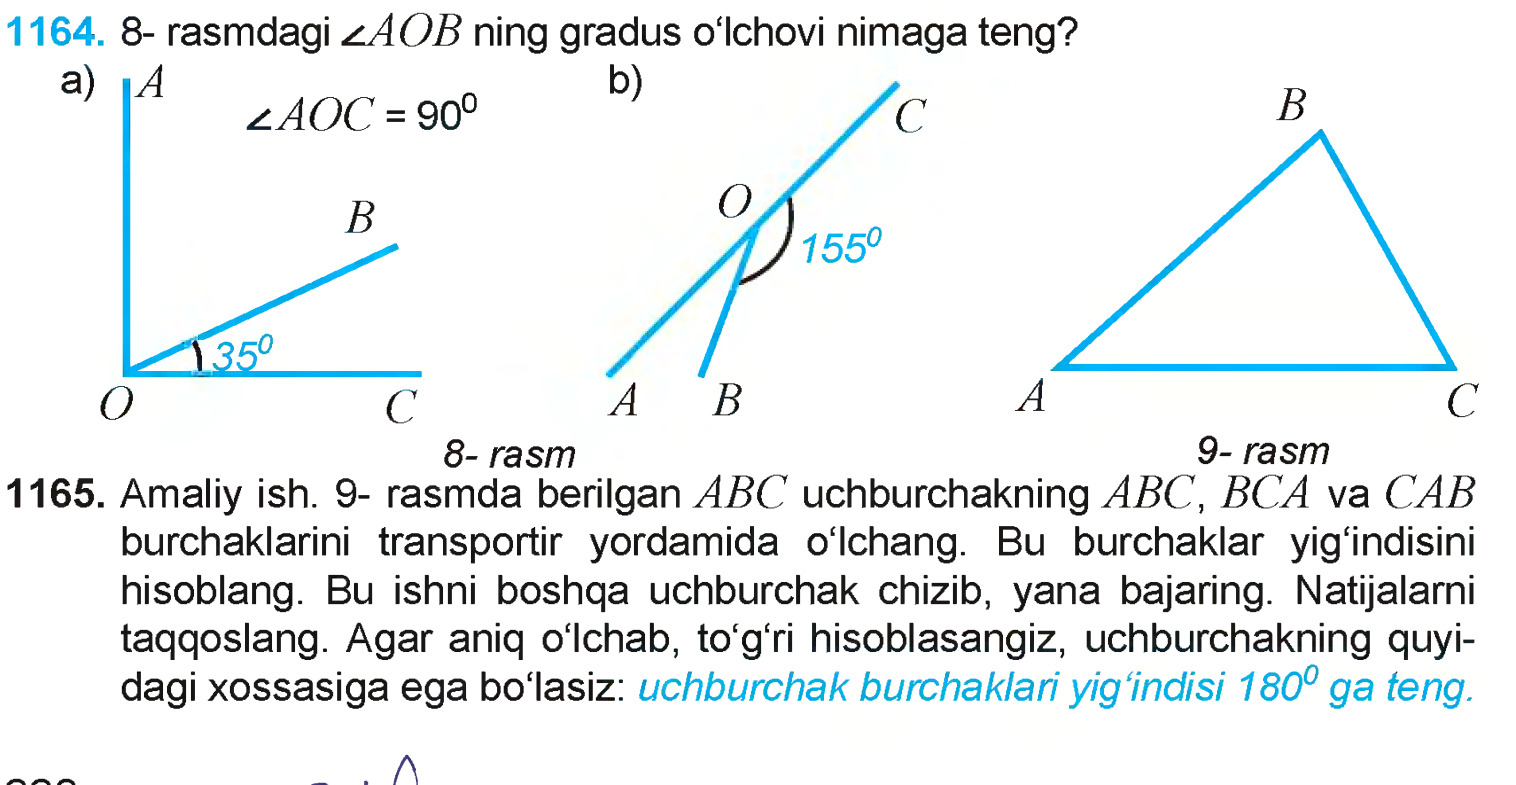 1164. 8- rasmdagi ∠AOB ning gradus o‘lchovi nimaga teng?
a) A
∠AOC = 90⁰
B
35⁰
O
C
b)
C
O
155⁰
A
B
8- rasm
B
A
C
9- rasm
1165. Amaliy ish. 9- rasmda berilgan ABC uchburchakning ABC, BCA va CAB
burchaklarini transportir yordamida o‘lchang. Bu burchaklar yig‘indisini
hisoblang. Bu ishni boshqa uchburchak chizib, yana bajaring. Natijalarni
taqqoslang. Agar aniq o‘lchab, to‘g‘ri hisoblasangiz, uchburchakning quyi-
dagi xossasiga ega bo‘lasiz: uchburchak burchaklari yig‘indisi 180⁰ ga teng.